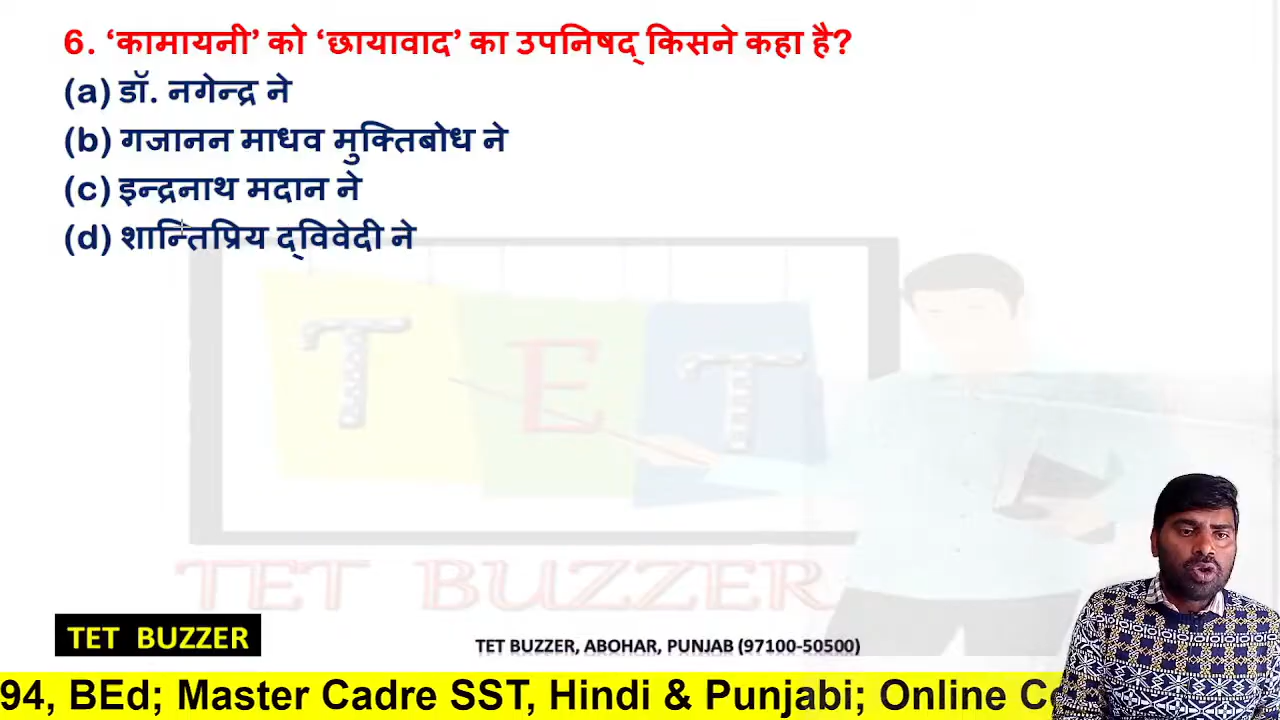 6. ‘कामायनी’ को ‘छायावाद’ का उपनिषद् किसने कहा है?
(a) डॉ. नगेन्द्र ने
(b) गजानन माधव मुक्तिबोध ने
(c) इन्द्रनाथ मदान ने
(d) शान्तिप्रिय द्‌विवेदी ने
T E T
TET BUZZER
TET BUZZER
TET BUZZER, ABOHAR, PUNJAB (97100-50500)
94, BEd; Master Cadre SST, Hindi & Punjabi; Online